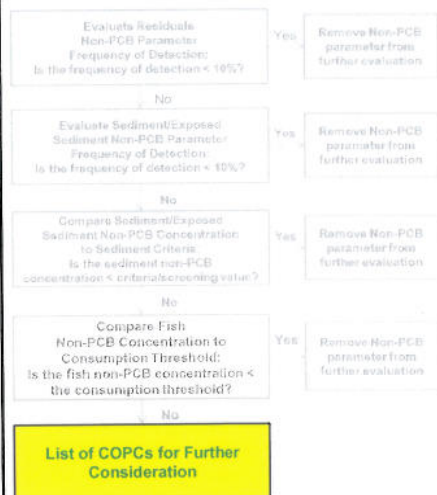 Evaluate Residuals
Non-PCB Parameter
Frequency of Detection:
Is the frequency of detection < 10%?
Yes
Remove Non-PCB
parameter from
further evaluation
No
Evaluate Sediment/Exposed
Sediment Non-PCB Parameter
Frequency of Detection:
Is the frequency of detection < 10%?
Yes
Remove Non-PCB
parameter from
further evaluation
No
Compare Sediment/Exposed
Sediment Non-PCB Concentration
to Sediment Criteria:
Is the sediment non-PCB
concentration < criteria/screening value?
Yes
Remove Non-PCB
parameter from
further evaluation
No
Compare Fish
Non-PCB Concentration to
Consumption Threshold:
Is the fish non-PCB concentration <
the consumption threshold?
Yes
Remove Non-PCB
parameter from
further evaluation
No
List of COPCs for Further
Consideration